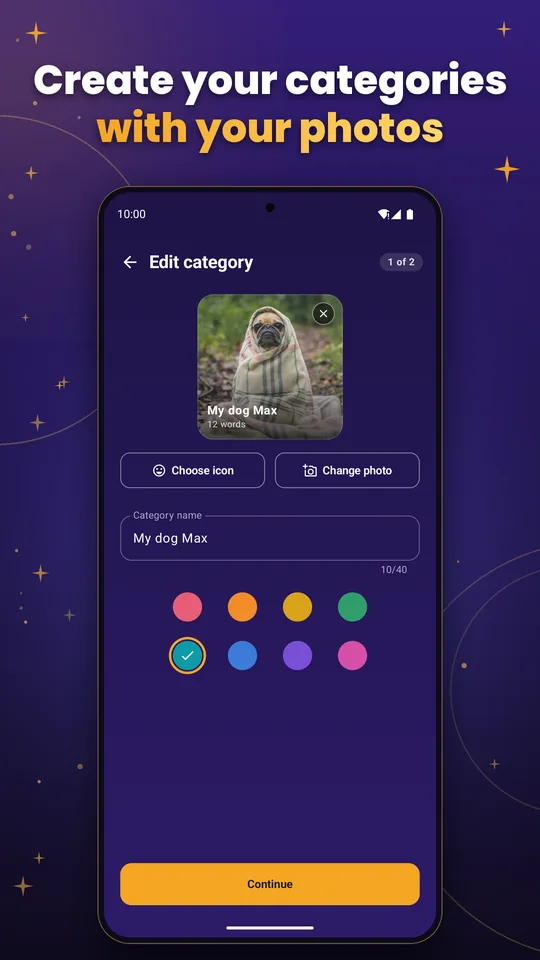 Create your categories
with your photos
10:00
Edit category
1 of 2
My dog Max
12 words
Choose icon
Change photo
Category name
My dog Max
10/40
Continue